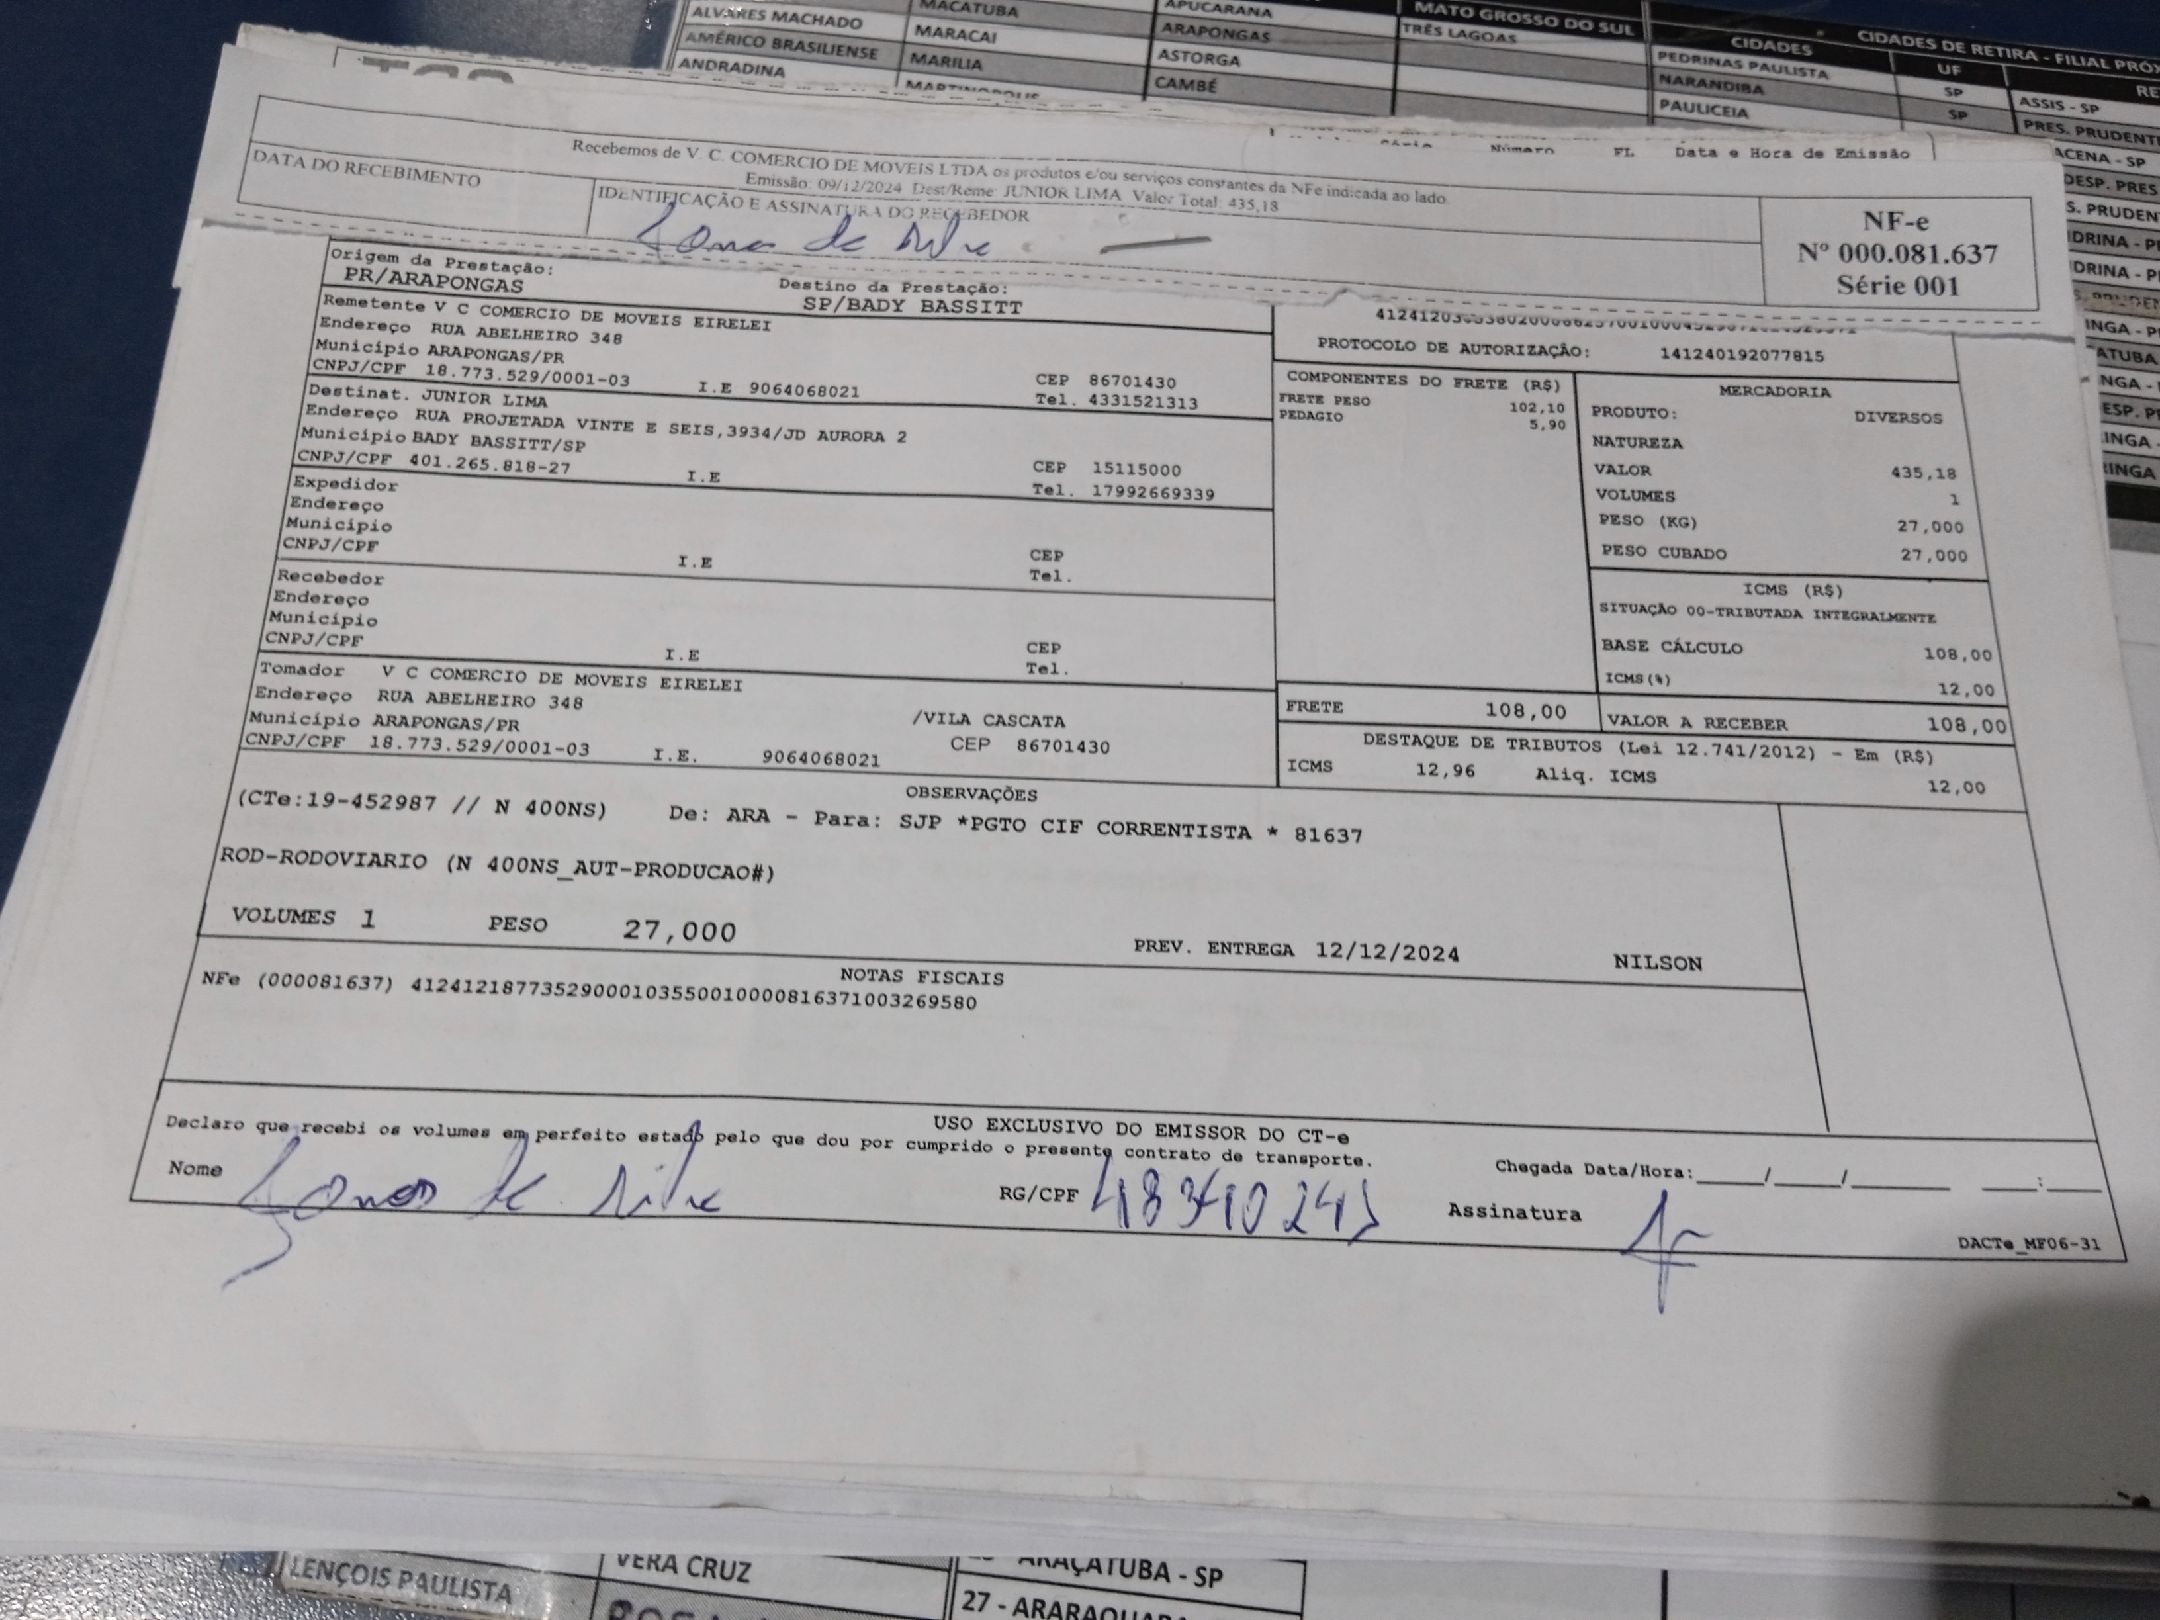 ALVARES MACHADO MACATUBA APUCARANA MATO GROSSO DO SUL CIDADES DE RETIRA - FILIAL PRÓX
AMÉRICO BRASILIENSE MARACAI ARAPONGAS TRÊS LAGOAS CIDADES UF
ANDRADINA MARILIA ASTORGA PEDRINAS PAULISTA SP ASSIS - SP
MARTINOPOLIS CAMBÉ NARANDIBA SP PRES. PRUDENT
PAULICEIA
Série Número FL Data e Hora de Emissão
Recebemos de V. C. COMERCIO DE MOVEIS LTDA os produtos e/ou serviços constantes da NFe indicada ao lado
Emissão: 09/12/2024 Dest/Reme: JUNIOR LIMA Valor Total: 435,18
DATA DO RECEBIMENTO
IDENTIFICAÇÃO E ASSINATURA DO RECEBEDOR
NF-e
Nº 000.081.637
Série 001
Origem da Prestação:
PR/ARAPONGAS
Destino da Prestação:
SP/BADY BASSITT
Remetente V C COMERCIO DE MOVEIS EIRELEI
Endereço RUA ABELHEIRO 348
Município ARAPONGAS/PR CEP 86701430
CNPJ/CPF 18.773.529/0001-03 I.E 9064068021 Tel. 4331521313
Destinat. JUNIOR LIMA
Endereço RUA PROJETADA VINTE E SEIS,3934/JD AURORA 2
Município BADY BASSITT/SP CEP 15115000
CNPJ/CPF 401.265.818-27 I.E Tel. 17992669339
Expedidor
Endereço
Município CEP
CNPJ/CPF I.E Tel.
Recebedor
Endereço
Município CEP
CNPJ/CPF I.E Tel.
Tomador V C COMERCIO DE MOVEIS EIRELEI
Endereço RUA ABELHEIRO 348 /VILA CASCATA
Município ARAPONGAS/PR CEP 86701430
CNPJ/CPF 18.773.529/0001-03 I.E. 9064068021
PROTOCOLO DE AUTORIZAÇÃO: 141240192077815
COMPONENTES DO FRETE (R$)
FRETE PESO 102,10
PEDAGIO 5,90
MERCADORIA
PRODUTO: DIVERSOS
NATUREZA
VALOR 435,18
VOLUMES 1
PESO (KG) 27,000
PESO CUBADO 27,000
ICMS (R$)
SITUAÇÃO 00-TRIBUTADA INTEGRALMENTE
BASE CÁLCULO 108,00
ICMS(%) 12,00
FRETE 108,00 VALOR A RECEBER 108,00
DESTAQUE DE TRIBUTOS (Lei 12.741/2012) - Em (R$)
ICMS 12,96 Aliq. ICMS 12,00
OBSERVAÇÕES
(CTe:19-452987 // N 400NS) De: ARA - Para: SJP *PGTO CIF CORRENTISTA * 81637
ROD-RODOVIARIO (N 400NS_AUT-PRODUCAO#)
VOLUMES 1 PESO 27,000 PREV. ENTREGA 12/12/2024 NILSON
NOTAS FISCAIS
NFe (000081637) 41241218773529000103550010000816371003269580
USO EXCLUSIVO DO EMISSOR DO CT-e
Declaro que recebi os volumes em perfeito estado pelo que dou por cumprido o presente contrato de transporte.
Chegada Data/Hora:_____/_____/_______ ____:____
Nome RG/CPF Assinatura
DACTe_MF06-31
LENÇOIS PAULISTA VERA CRUZ ARAÇATUBA - SP
27 - ARARAQUARA